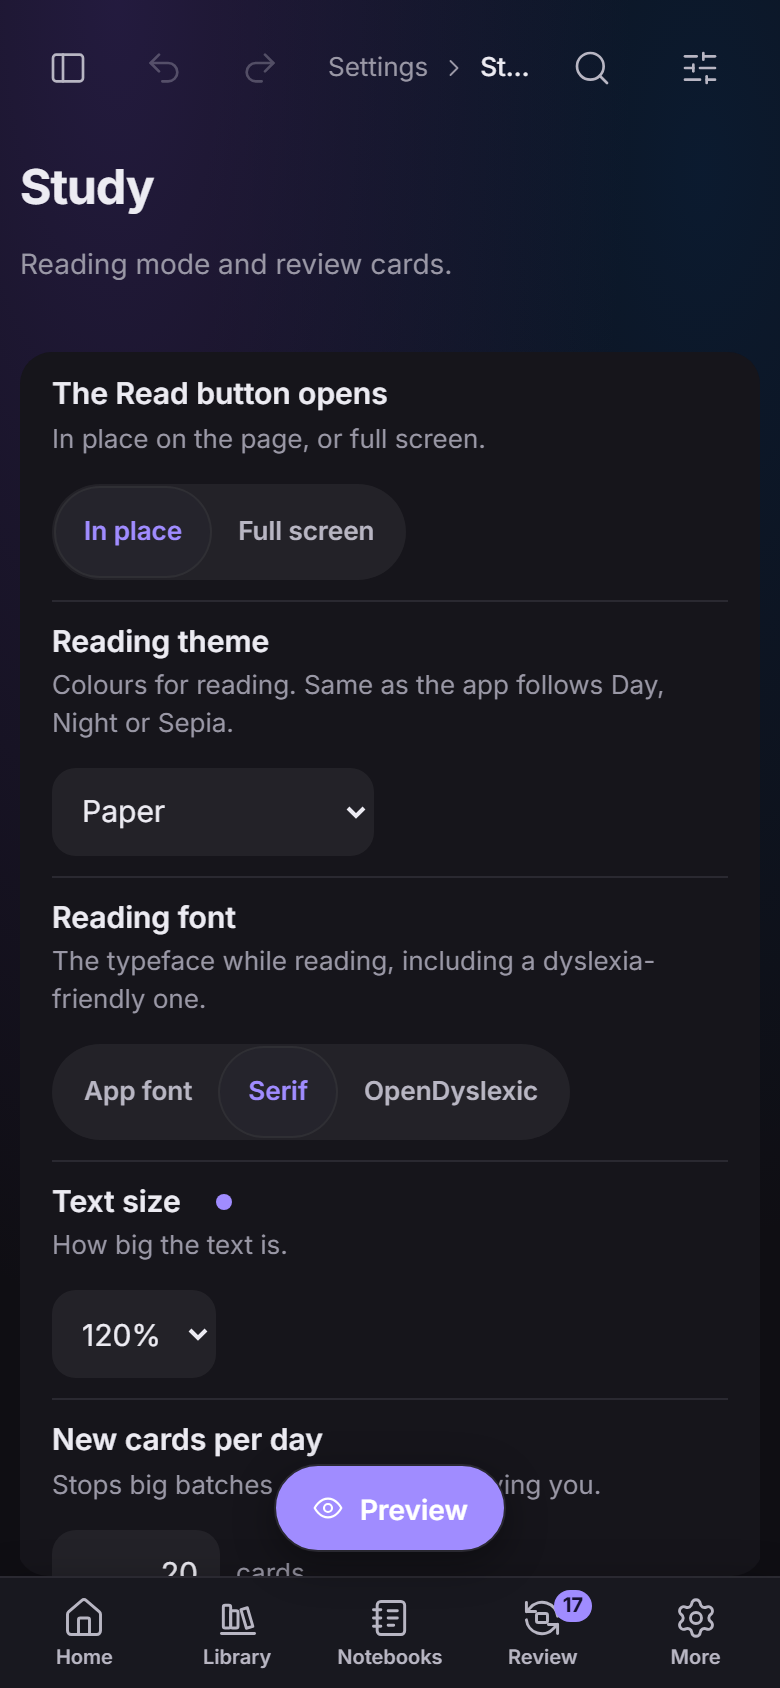 Settings > St...
Study
Reading mode and review cards.
The Read button opens
In place on the page, or full screen.
In place Full screen
Reading theme
Colours for reading. Same as the app follows Day,
Night or Sepia.
Paper
Reading font
The typeface while reading, including a dyslexia-
friendly one.
App font Serif OpenDyslexic
Text size
How big the text is.
120%
New cards per day
Stops big batches ying you.
Preview
20 cards
17
Home Library Notebooks Review More